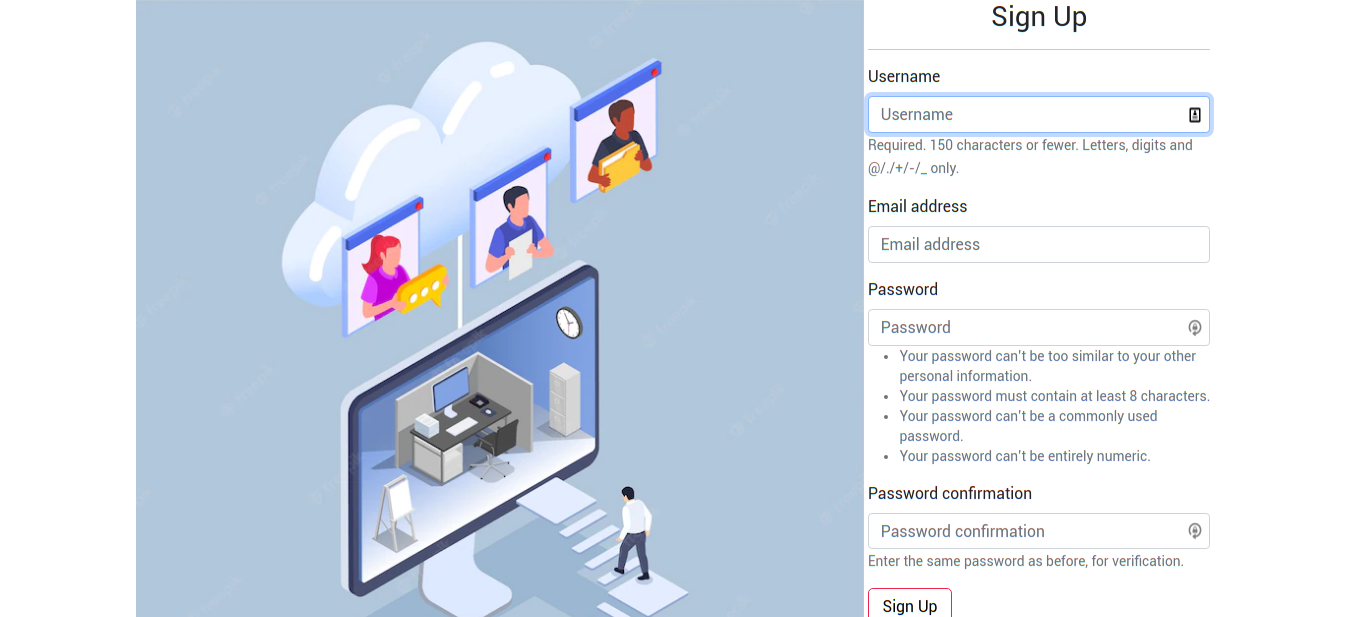 Sign Up
Username
Username
Required. 150 characters or fewer. Letters, digits and
@/./+/-/_ only.
Email address
Email address
Password
Password
• Your password can't be too similar to your other
personal information.
• Your password must contain at least 8 characters.
• Your password can't be a commonly used
password.
• Your password can't be entirely numeric.
Password confirmation
Password confirmation
Enter the same password as before, for verification.
Sign Up